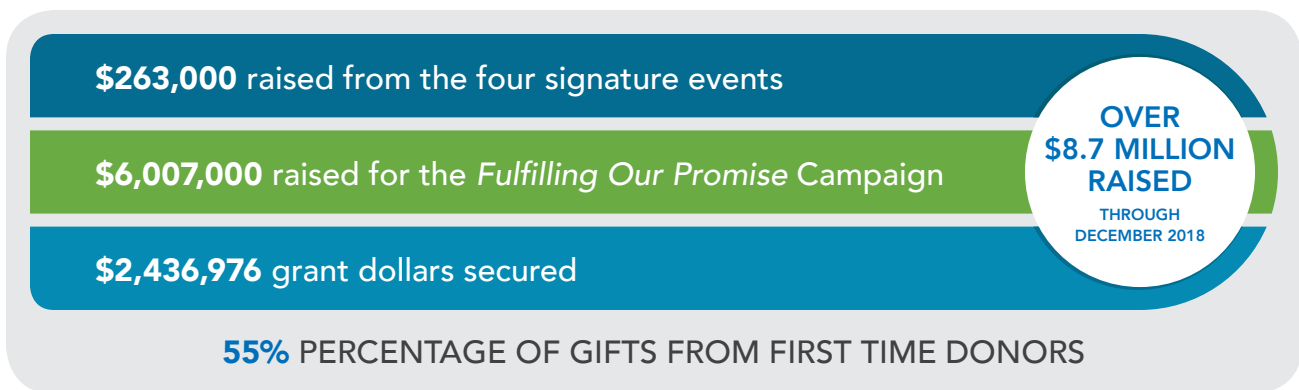 $263,000 raised from the four signature events
$6,007,000 raised for the Fulfilling Our Promise Campaign
$2,436,976 grant dollars secured
OVER
$8.7 MILLION
RAISED
THROUGH
DECEMBER 2018
55% PERCENTAGE OF GIFTS FROM FIRST TIME DONORS